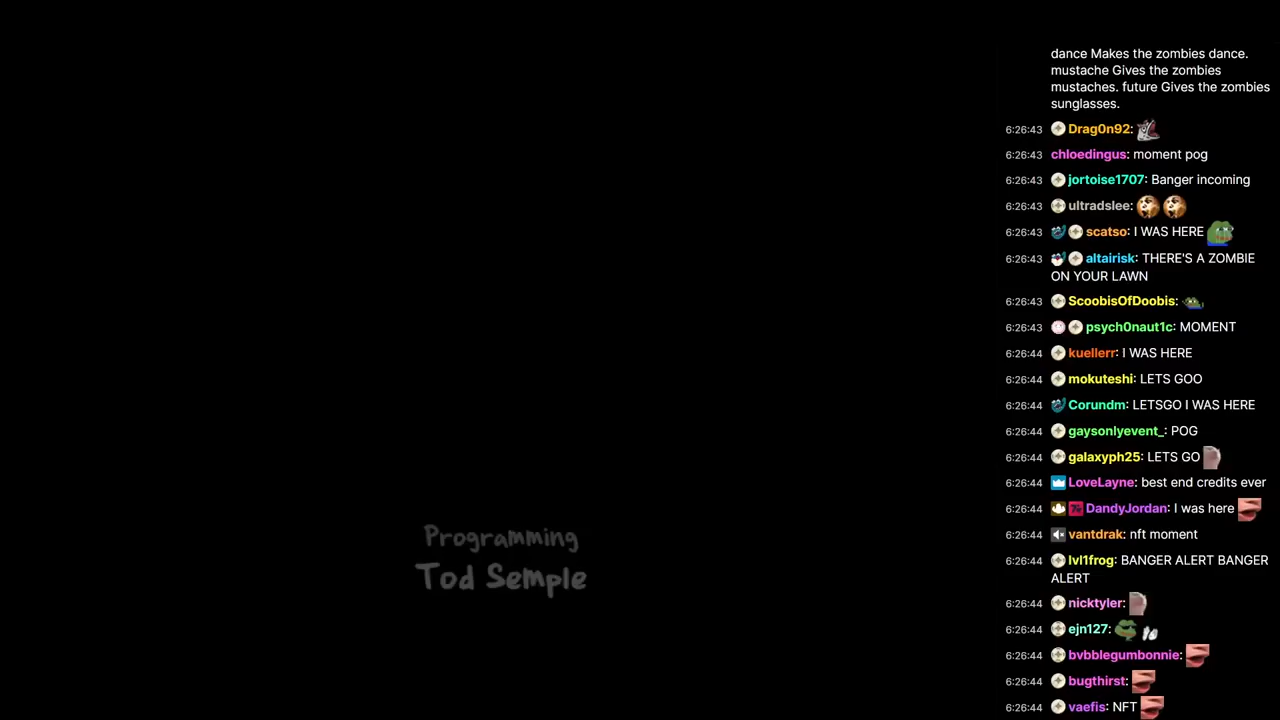 Programming
Tod Semple
dance Makes the zombies dance.
mustache Gives the zombies
mustaches. future Gives the zombies
sunglasses.
6:26:43 Drag0n92:
6:26:43 chloedingus: moment pog
6:26:43 jortoise1707: Banger incoming
6:26:43 ultradslee:
6:26:43 scatso: I WAS HERE
6:26:43 altairisk: THERE'S A ZOMBIE
ON YOUR LAWN
6:26:43 ScoobisOfDoobis:
6:26:43 psych0naut1c: MOMENT
6:26:44 kuellerr: I WAS HERE
6:26:44 mokuteshi: LETS GOO
6:26:44 Corundm: LETSGO I WAS HERE
6:26:44 gaysonlyevent_: POG
6:26:44 galaxyph25: LETS GO
6:26:44 LoveLayne: best end credits ever
6:26:44 DandyJordan: I was here
6:26:44 vantdrak: nft moment
6:26:44 lvl1frog: BANGER ALERT BANGER
ALERT
6:26:44 nicktyler:
6:26:44 ejn127:
6:26:44 bvbblegumbonnie:
6:26:44 bugthirst:
6:26:44 vaefis: NFT